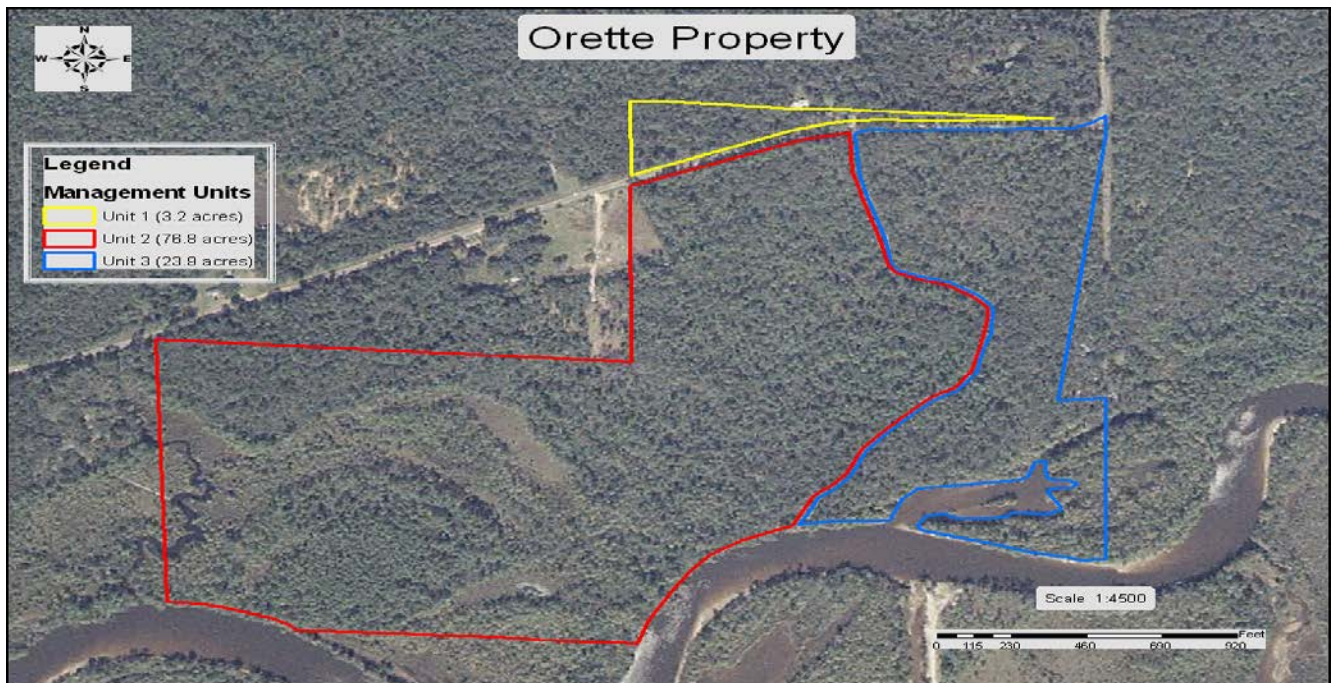 Orette Property
N
W E
S
Legend
Management Units
Unit 1 (3.2 acres)
Unit 2 (76.8 acres)
Unit 3 (23.8 acres)
Scale 1:4500
Feet
0 115 230 460 690 920